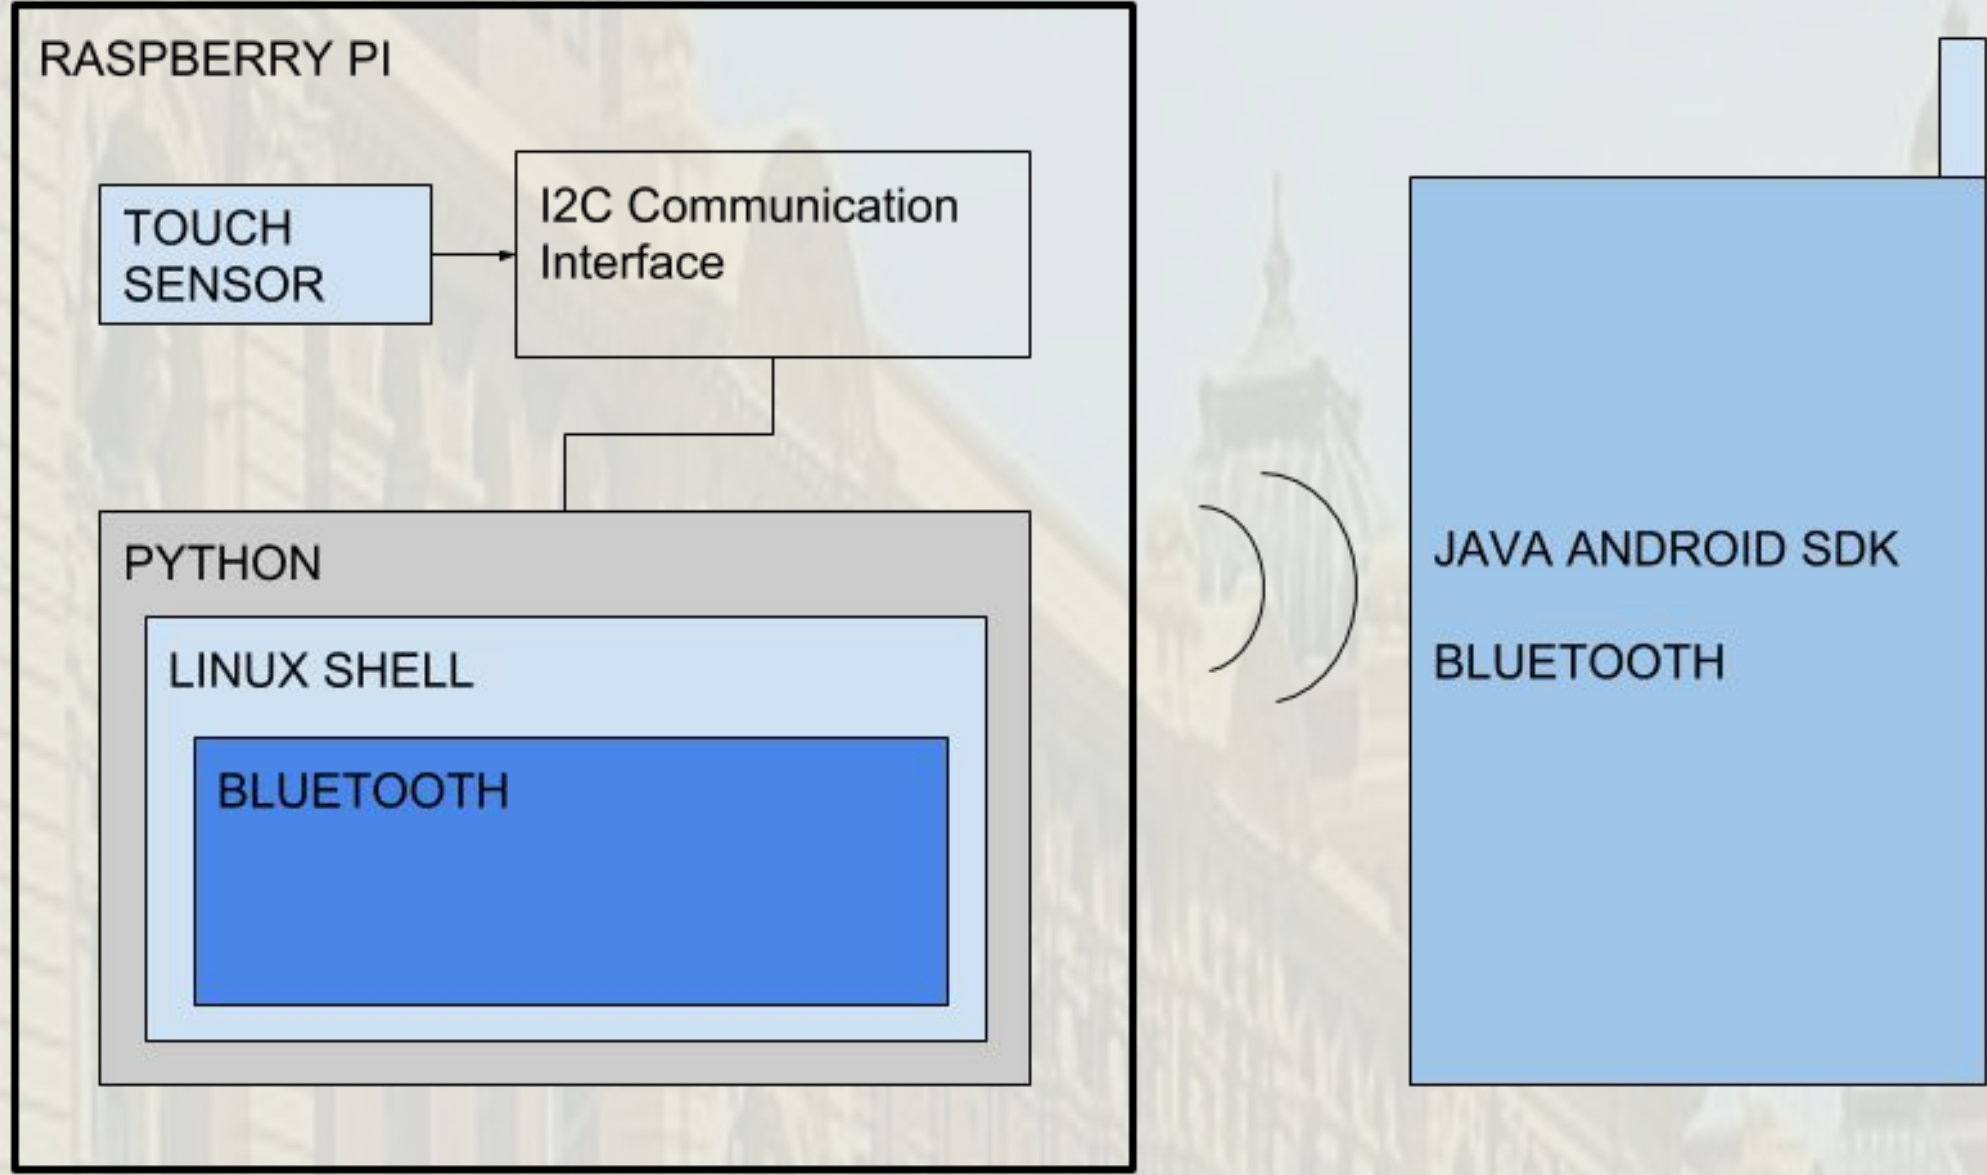 RASPBERRY PI
TOUCH
SENSOR
I2C Communication
Interface
PYTHON
LINUX SHELL
BLUETOOTH
JAVA ANDROID SDK
BLUETOOTH